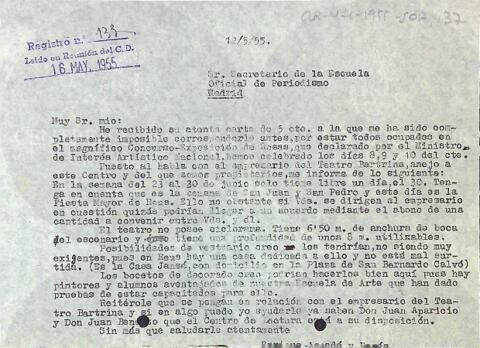 Registro n.º 138
Leído en Reunión del C.D.
16 MAY. 1955
12/5/55.
Sr. Secretario de la Escuela
Oficial de Periodismo
Madrid
Muy Sr. mio:
He recibido su atenta carta de 5 cte. a la que me ha sido com-
pletamente imposible corresponderle antes, por estar todos ocupados en
el magnífico Concurso-Exposición de Rosas, que declarado por el Ministro
de Interés Artístico Nacional, hemos celebrado los días 8, 9 y 10 del cte.
Puesto al habla con el empresario del Teatro Bartrina, anejo a
este Centro y del que somos propietarios, me informa de lo siguiente:
En la semana del 23 al 30 de junio solo tiene libre un día, el 30. Ten-
ga en cuenta que es la semana de San Juan y San Pedro y este día es la
Fiesta Mayor de Reus. Ello no obstante si Vds. se dirigen al empresario
en cuestión quizás podrían llegar a un acuerdo mediante el abono de una
cantidad a convenir entre Vds. y él.
El teatro no posee ciclorama. Tiene 6'50 m. de anchura de boca
del escenario y tiene una profundidad de unos 8 m. utilizables.
Posibilidades de vestuario creo los tendrían, no siendo muy
exigentes, pues en Reus hay una casa dedicada a ello y no está mal sur-
tida. (Es la Casa con domicilio en la Plaza de San Bernardo Calvó)
Los bocetos de decorado creo podrían hacerlos bien aquí pues hay
pintores y alumnos aventajados de nuestra Escuela de Arte que han dado
pruebas de estar capacitados para ello.
Reitérole que se pongan en relación con el empresario del Tea-
tro Bartrina y si en algo puedo yo ayudarle ya saben Don Juan Aparicio
y Don Juan que el Centro de Lectura está a su disposición.
Sin más que saludarle atentamente